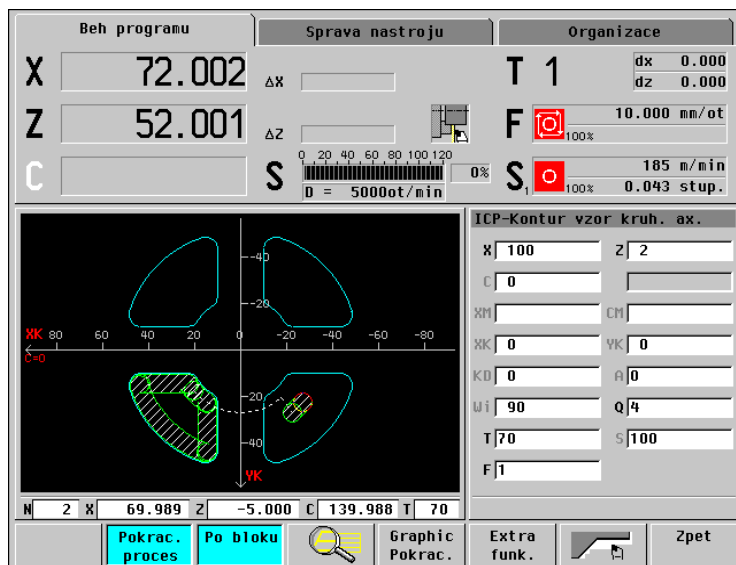 Beh programu Sprava nastroju Organizace
X 72.002 ΔX T 1 dx 0.000
dz 0.000
Z 52.001 ΔZ F 100% 10.000 mm/ot
C S 0 20 40 60 80 100 120 0% S1 100% 185 m/min
D = 5000ot/min 0.043 stup.
ICP-Kontur vzor kruh. ax.
X 100 Z 2
C 0
XM CM
XK 0 YK 0
KD 0 A 0
Wi 90 Q 4
T 70 S 100
F 1
-40
-20
XK 80 60 40 20 0 -20 -40 -60 -80
C=0
-20
-40
YK
N 2 X 69.989 Z -5.000 C 139.988 T 70
Pokrac. proces
Po bloku
Graphic Pokrac.
Extra funk.
Zpet